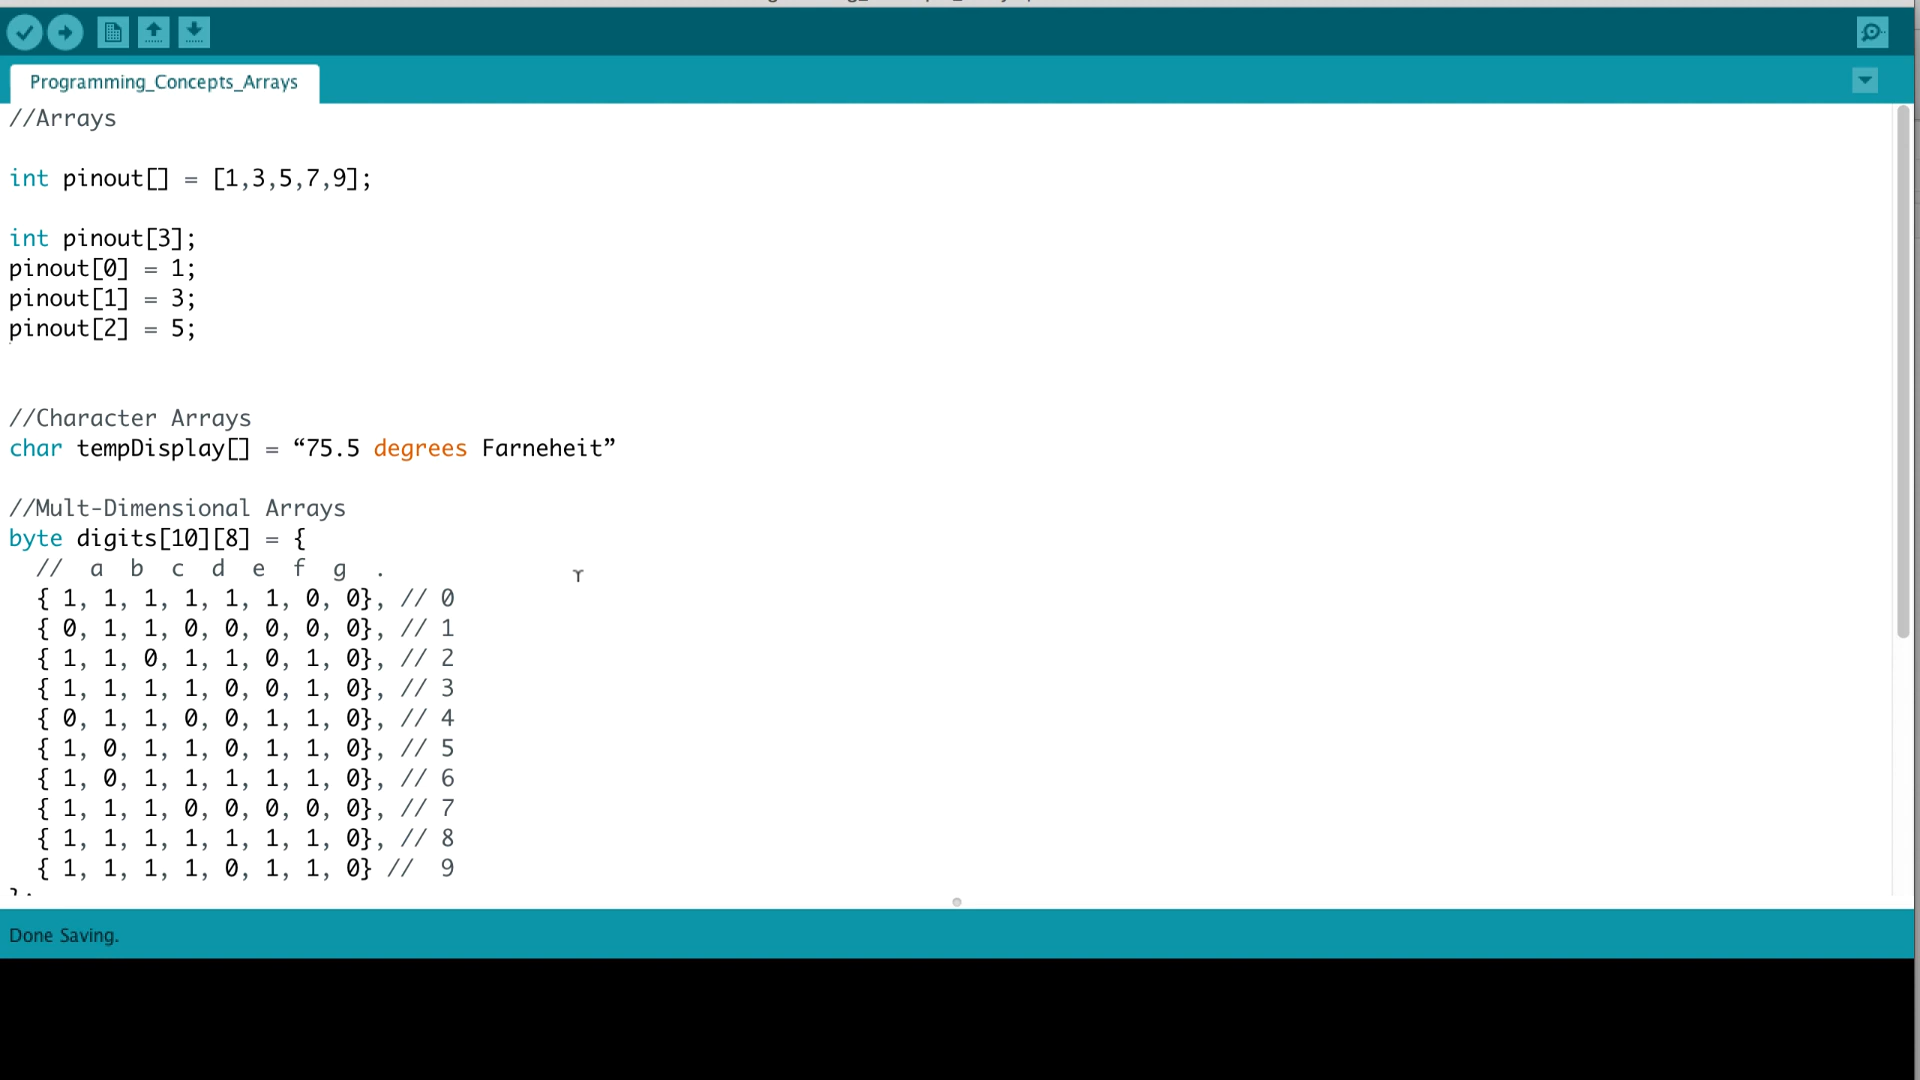 Programming_Concepts_Arrays
//Arrays
int pinout[] = [1,3,5,7,9];
int pinout[3];
pinout[0] = 1;
pinout[1] = 3;
pinout[2] = 5;
//Character Arrays
char tempDisplay[] = “75.5 degrees Farneheit”
//Mult-Dimensional Arrays
byte digits[10][8] = {
// a b c d e f g .
{ 1, 1, 1, 1, 1, 1, 0, 0}, // 0
{ 0, 1, 1, 0, 0, 0, 0, 0}, // 1
{ 1, 1, 0, 1, 1, 0, 1, 0}, // 2
{ 1, 1, 1, 1, 0, 0, 1, 0}, // 3
{ 0, 1, 1, 0, 0, 1, 1, 0}, // 4
{ 1, 0, 1, 1, 0, 1, 1, 0}, // 5
{ 1, 0, 1, 1, 1, 1, 1, 0}, // 6
{ 1, 1, 1, 0, 0, 0, 0, 0}, // 7
{ 1, 1, 1, 1, 1, 1, 1, 0}, // 8
{ 1, 1, 1, 1, 0, 1, 1, 0} // 9
Done Saving.